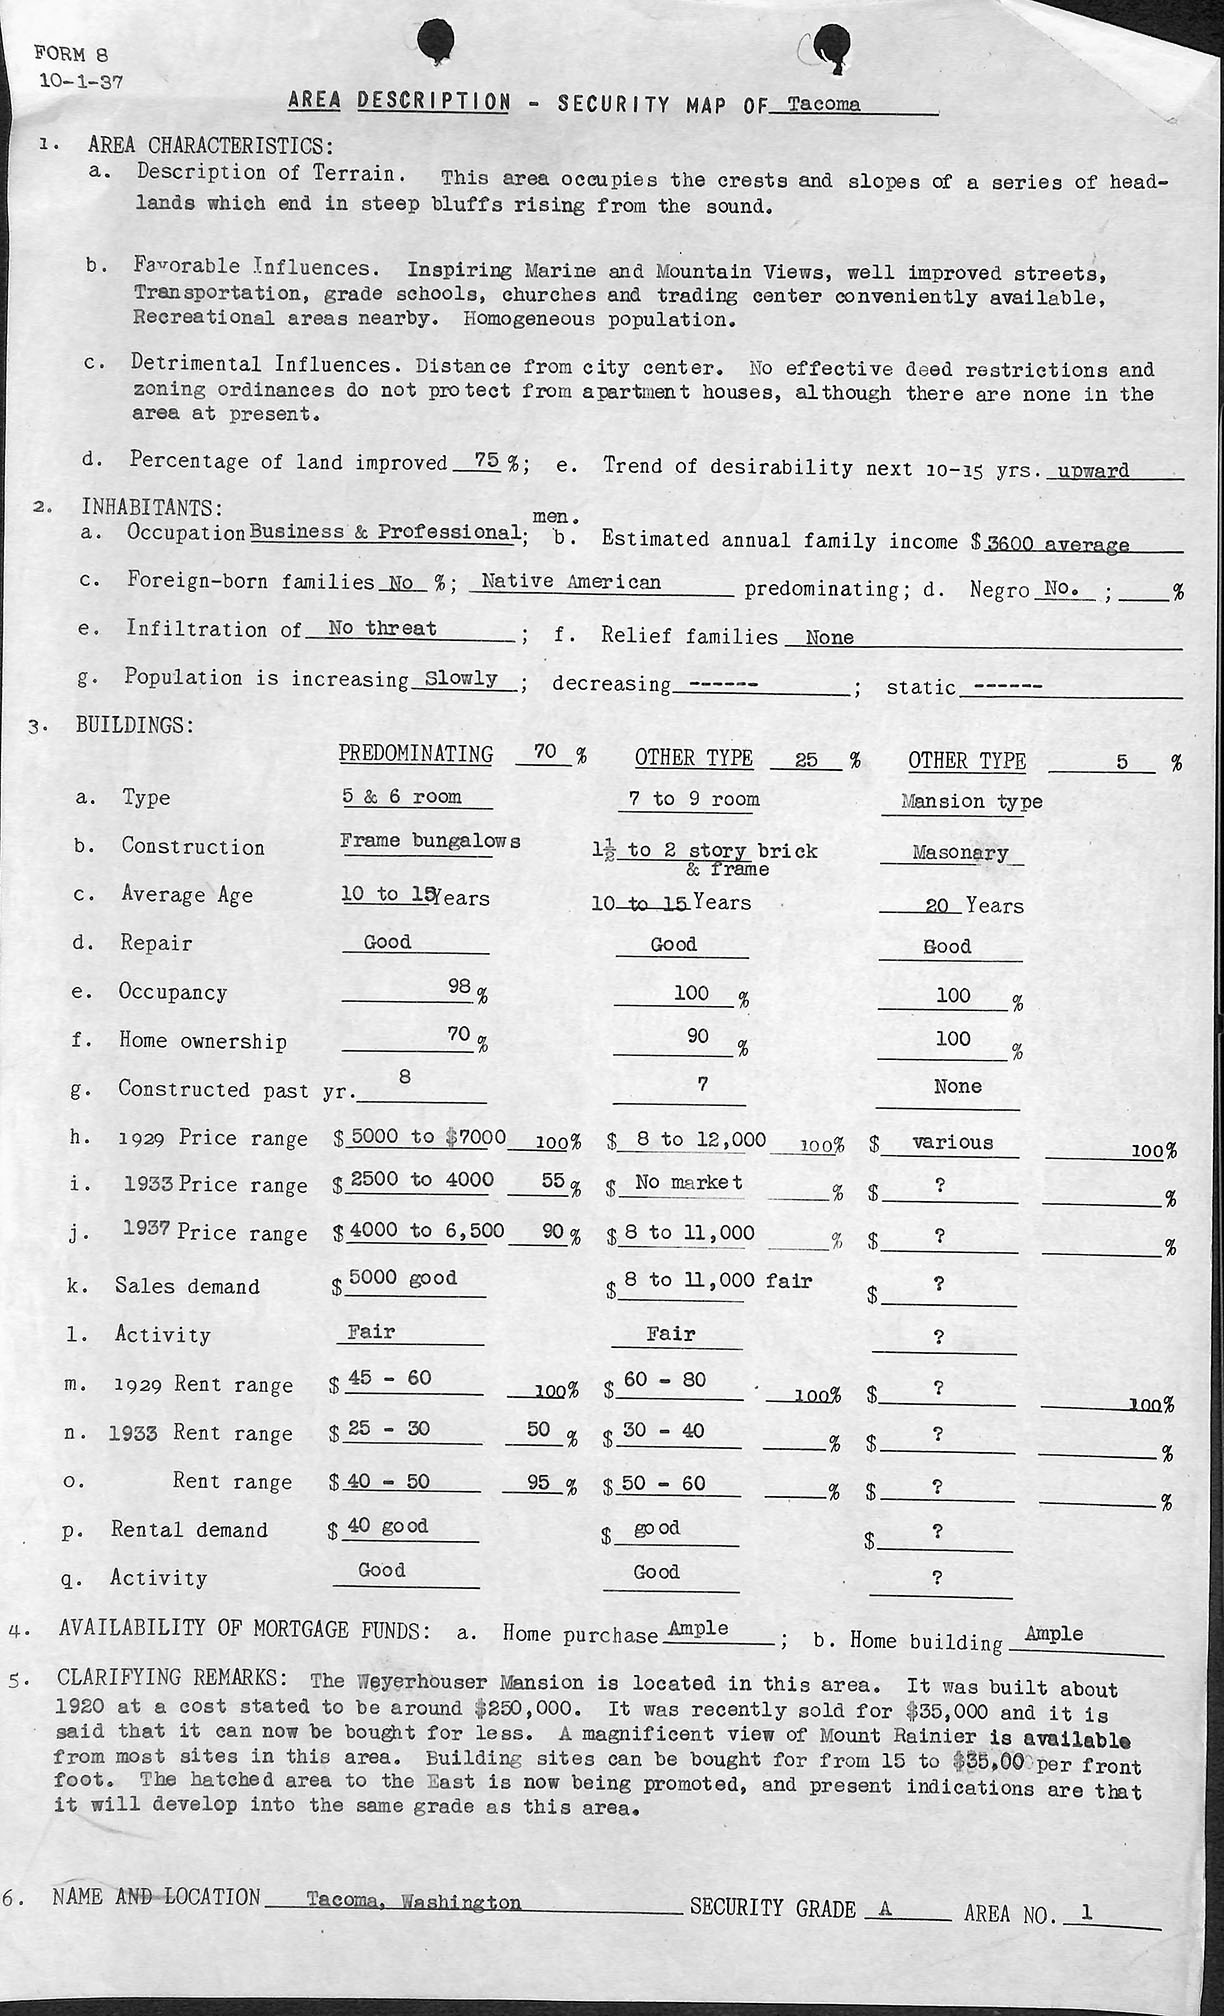 FORM 8
10-1-37
AREA DESCRIPTION - SECURITY MAP OF Tacoma
1. AREA CHARACTERISTICS:
a. Description of Terrain. This area occupies the crests and slopes of a series of head-
lands which end in steep bluffs rising from the sound.
b. Favorable Influences. Inspiring Marine and Mountain Views, well improved streets,
Transportation, grade schools, churches and trading center conveniently available,
Recreational areas nearby. Homogeneous population.
c. Detrimental Influences. Distance from city center. No effective deed restrictions and
zoning ordinances do not protect from apartment houses, although there are none in the
area at present.
d. Percentage of land improved 75 %; e. Trend of desirability next 10-15 yrs. upward
2. INHABITANTS:
a. Occupation Business & Professional; men. b. Estimated annual family income $ 3600 average
c. Foreign-born families No %; Native American predominating; d. Negro No. ; %
e. Infiltration of No threat ; f. Relief families None
g. Population is increasing Slowly ; decreasing ------ ; static ------
3. BUILDINGS:
PREDOMINATING 70 % OTHER TYPE 25 % OTHER TYPE 5 %
a. Type 5 & 6 room 7 to 9 room Mansion type
b. Construction Frame bungalows 1½ to 2 story brick & frame Masonary
c. Average Age 10 to 15 Years 10 to 15 Years 20 Years
d. Repair Good Good Good
e. Occupancy 98 % 100 % 100 %
f. Home ownership 70 % 90 % 100 %
g. Constructed past yr. 8 7 None
h. 1929 Price range $ 5000 to $7000 100% $ 8 to 12,000 100% $ various 100%
i. 1933 Price range $ 2500 to 4000 55 % $ No market % $ ? %
j. 1937 Price range $ 4000 to 6,500 90 % $ 8 to 11,000 % $ ? %
k. Sales demand $ 5000 good $ 8 to 11,000 fair $ ?
l. Activity Fair Fair ?
m. 1929 Rent range $ 45 - 60 100% $ 60 - 80 100% $ ? 100%
n. 1933 Rent range $ 25 - 30 50 % $ 30 - 40 % $ ? %
o. Rent range $ 40 - 50 95 % $ 50 - 60 % $ ? %
p. Rental demand $ 40 good $ good $ ?
q. Activity Good Good ?
4. AVAILABILITY OF MORTGAGE FUNDS: a. Home purchase Ample ; b. Home building Ample
5. CLARIFYING REMARKS: The Weyerhouser Mansion is located in this area. It was built about
1920 at a cost stated to be around $250,000. It was recently sold for $35,000 and it is
said that it can now be bought for less. A magnificent view of Mount Rainier is available
from most sites in this area. Building sites can be bought for from 15 to $35.00 per front
foot. The hatched area to the East is now being promoted, and present indications are that
it will develop into the same grade as this area.
6. NAME AND LOCATION Tacoma, Washington SECURITY GRADE A AREA NO. 1